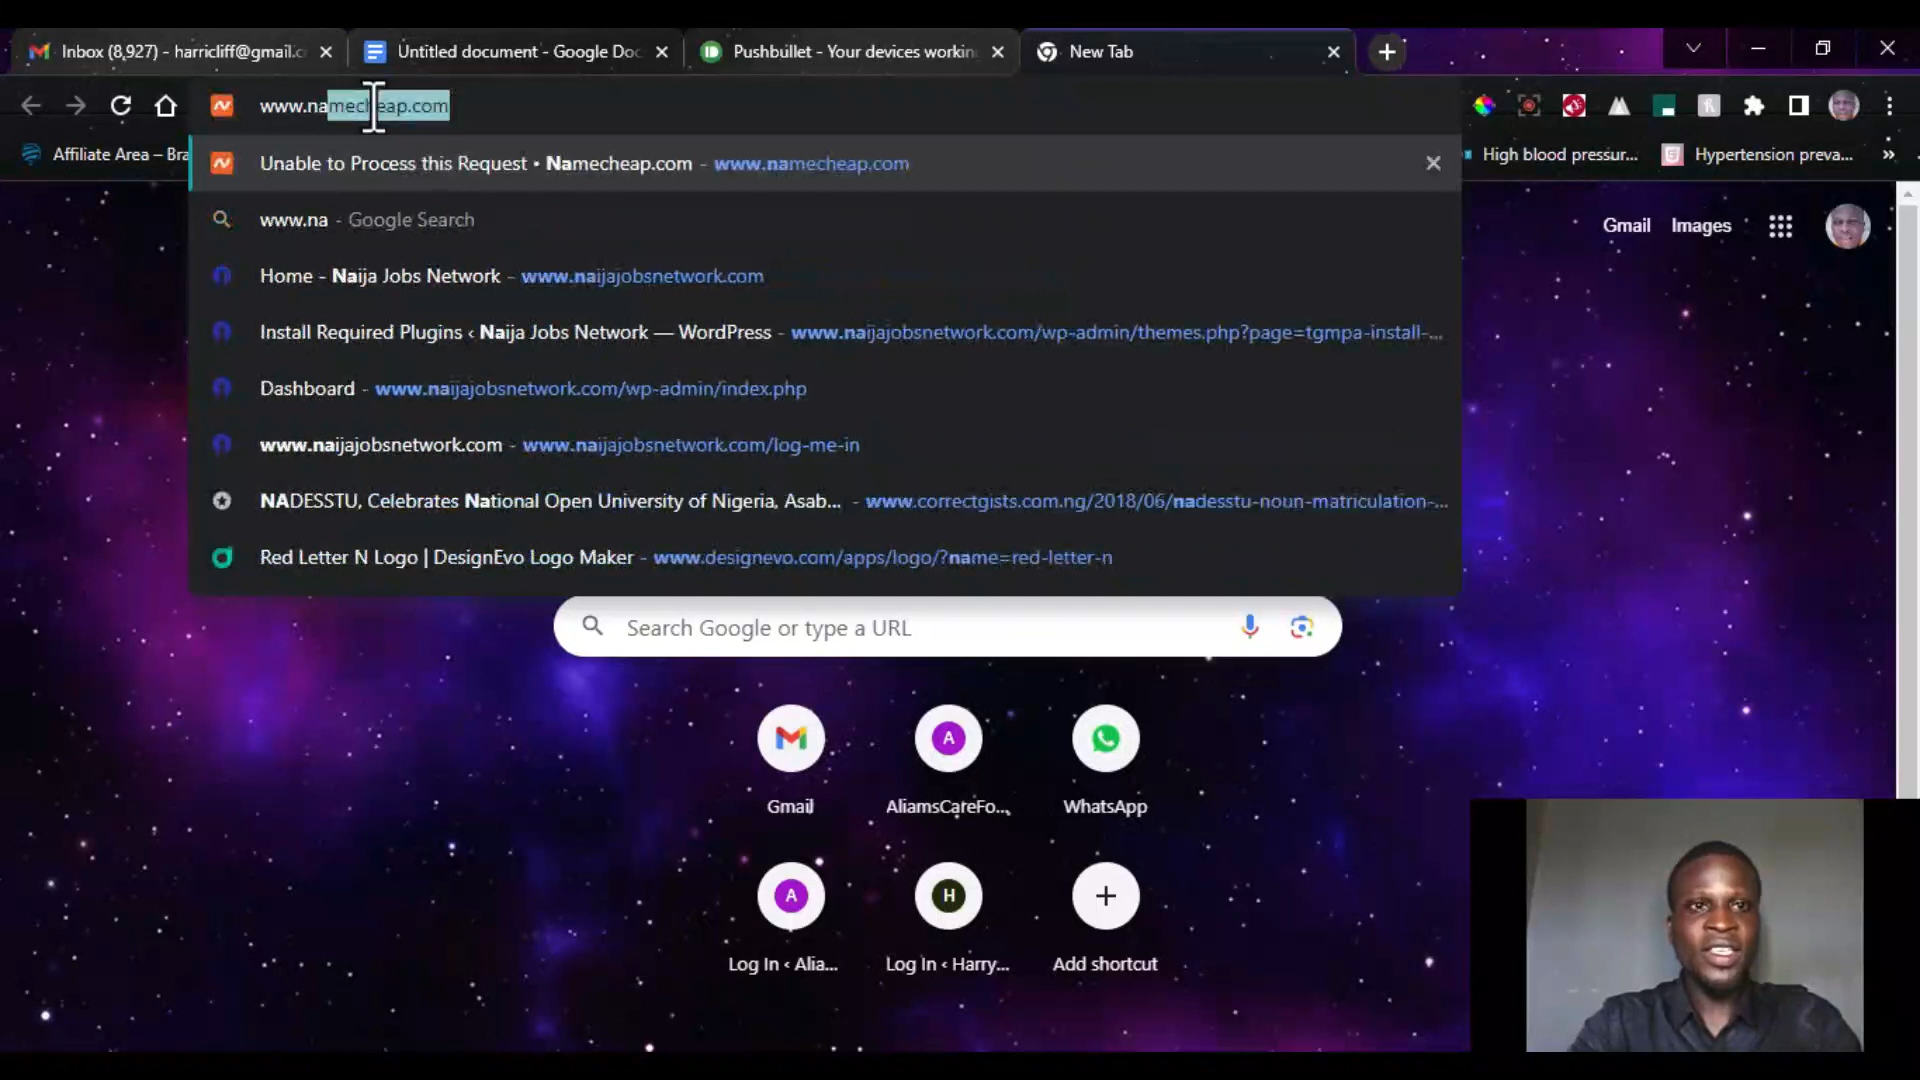 Inbox (8,927) - harricliff@gmail.c
Untitled document - Google Doc
Pushbullet - Your devices workin
New Tab
www.namecheap.com
Affiliate Area – Bra
High blood pressur...
Hypertension preva...
»
Unable to Process this Request • Namecheap.com - www.namecheap.com
www.na - Google Search
Home - Naija Jobs Network - www.naijajobsnetwork.com
Install Required Plugins ‹ Naija Jobs Network — WordPress - www.naijajobsnetwork.com/wp-admin/themes.php?page=tgmpa-install-...
Dashboard - www.naijajobsnetwork.com/wp-admin/index.php
www.naijajobsnetwork.com - www.naijajobsnetwork.com/log-me-in
NADESSTU, Celebrates National Open University of Nigeria, Asab... - www.correctgists.com.ng/2018/06/nadesstu-noun-matriculation-...
Red Letter N Logo | DesignEvo Logo Maker - www.designevo.com/apps/logo/?name=red-letter-n
Gmail Images
Search Google or type a URL
A
Gmail AliamsCareFo... WhatsApp
A H
Log In ‹ Alia... Log In ‹ Harry... Add shortcut